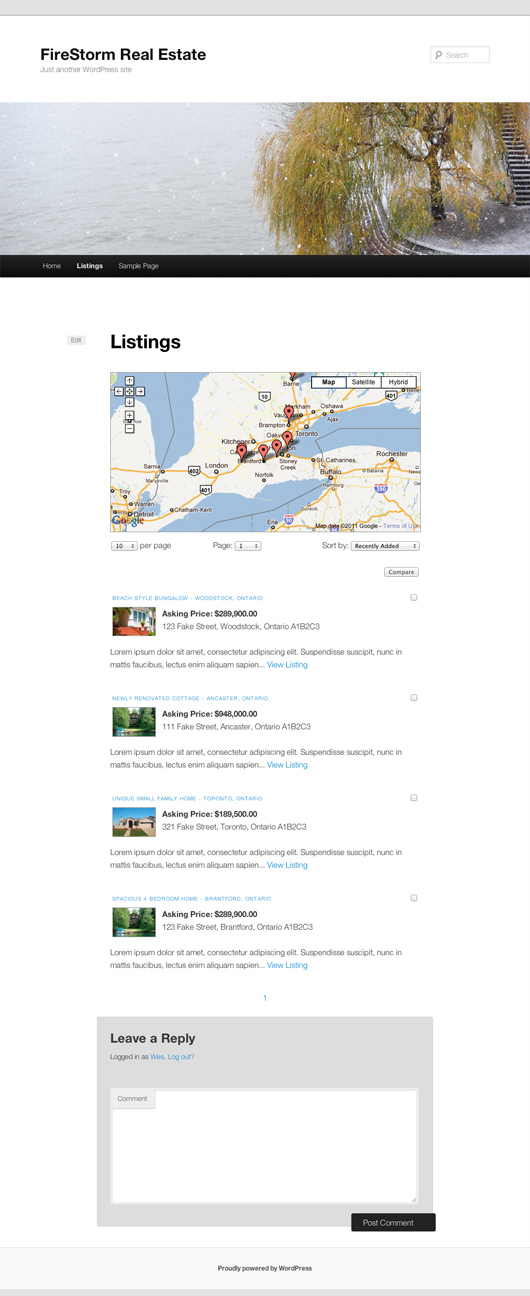 FireStorm Real Estate
Just another WordPress site
Search
Home Listings Sample Page
Edit
Listings
Map Satellite Hybrid
Barrie
10
401
Markham Oshawa
Ajax
Brampton
Toronto
Kitchener
Rochester
Sarnia
London
402
St. Catharines
Batavia
Marysville
Brantford
Stoney
Creek
Buffalo
Norfolk
Hamburg
401
Troy
Warren
Detroit
Chatham-Kent
Dunkirk
Erie
Google
Map data ©2011 Google - Terms of Use
10 per page Page: 1 Sort by: Recently Added
Compare
BEACH STYLE BUNGALOW - WOODSTOCK, ONTARIO
Asking Price: $289,900.00
123 Fake Street, Woodstock, Ontario A1B2C3
Lorem ipsum dolor sit amet, consectetur adipiscing elit. Suspendisse suscipit, nunc in
mattis faucibus, lectus enim aliquam sapien... View Listing
NEWLY RENOVATED COTTAGE - ANCASTER, ONTARIO
Asking Price: $948,000.00
111 Fake Street, Ancaster, Ontario A1B2C3
Lorem ipsum dolor sit amet, consectetur adipiscing elit. Suspendisse suscipit, nunc in
mattis faucibus, lectus enim aliquam sapien... View Listing
UNIQUE SMALL FAMILY HOME - TORONTO, ONTARIO
Asking Price: $189,500.00
321 Fake Street, Toronto, Ontario A1B2C3
Lorem ipsum dolor sit amet, consectetur adipiscing elit. Suspendisse suscipit, nunc in
mattis faucibus, lectus enim aliquam sapien... View Listing
SPACIOUS 4 BEDROOM HOME - BRANTFORD, ONTARIO
Asking Price: $289,900.00
123 Fake Street, Brantford, Ontario A1B2C3
Lorem ipsum dolor sit amet, consectetur adipiscing elit. Suspendisse suscipit, nunc in
mattis faucibus, lectus enim aliquam sapien... View Listing
1
Leave a Reply
Logged in as Wes. Log out?
Comment
Post Comment
Proudly powered by WordPress